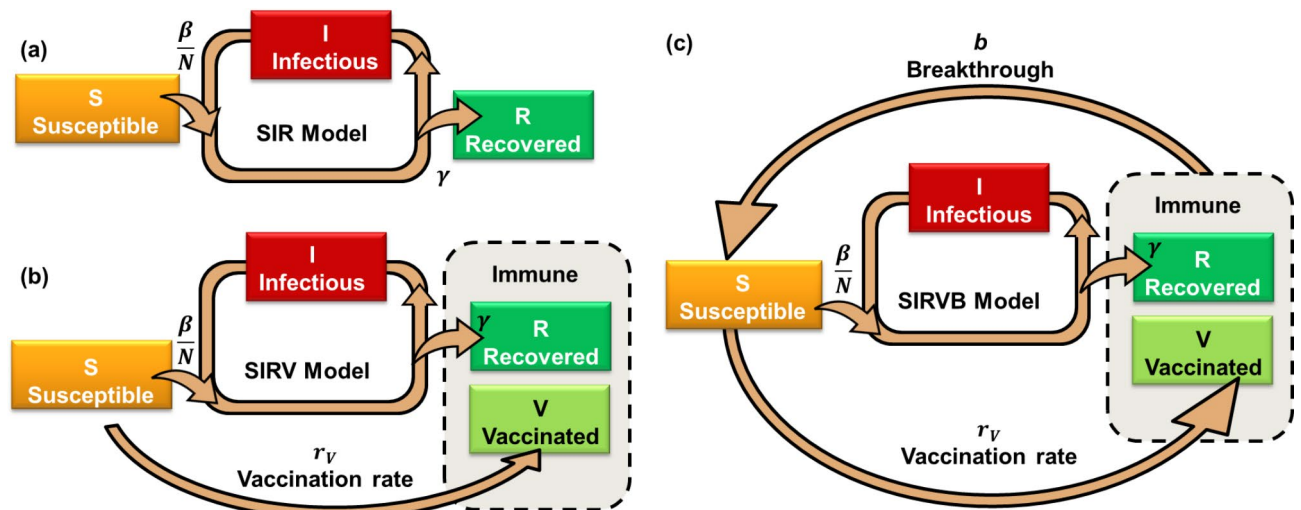 (a)
β/N
I
Infectious
S
Susceptible
SIR Model
R
Recovered
γ
(b)
β/N
I
Infectious
S
Susceptible
SIRV Model
Immune
γ
R
Recovered
V
Vaccinated
r_V
Vaccination rate
(c)
b
Breakthrough
I
Infectious
Immune
S
Susceptible
β/N
SIRVB Model
γ
R
Recovered
V
Vaccinated
r_V
Vaccination rate